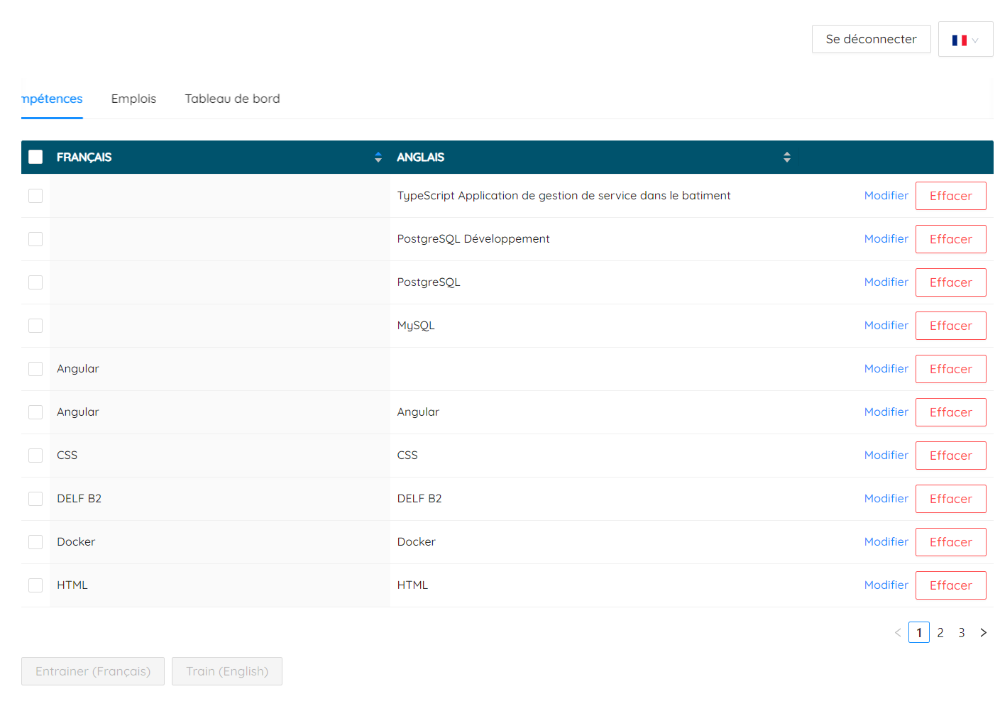 Se déconnecter
mpétences Emplois Tableau de bord
FRANÇAIS ANGLAIS
TypeScript Application de gestion de service dans le batiment Modifier Effacer
PostgreSQL Développement Modifier Effacer
PostgreSQL Modifier Effacer
MySQL Modifier Effacer
Angular Modifier Effacer
Angular Angular Modifier Effacer
CSS CSS Modifier Effacer
DELF B2 DELF B2 Modifier Effacer
Docker Docker Modifier Effacer
HTML HTML Modifier Effacer
< 1 2 3 >
Entrainer (Français) Train (English)